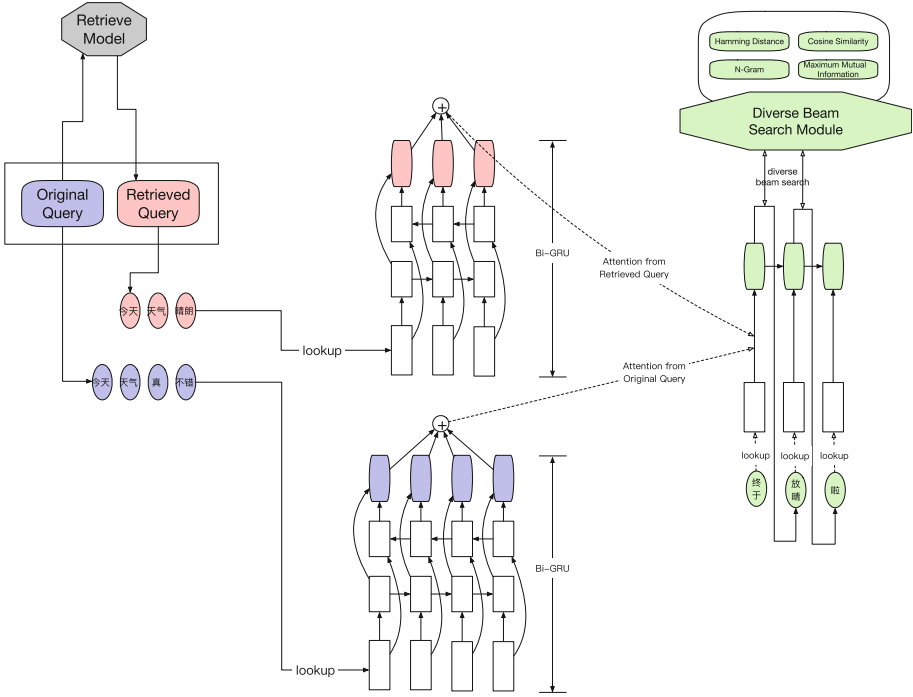 Retrieve
Model
Original
Query
Retrieved
Query
今天
天气
晴朗
lookup
今天
天气
真
不错
lookup
Bi-GRU
Attention from
Retrieved Query
Attention from
Original Query
Bi-GRU
Hamming Distance
Cosine Similarity
N-Gram
Maximum Mutual
Information
Diverse Beam
Search Module
diverse
beam search
lookup
lookup
lookup
终
于
放
晴
啦